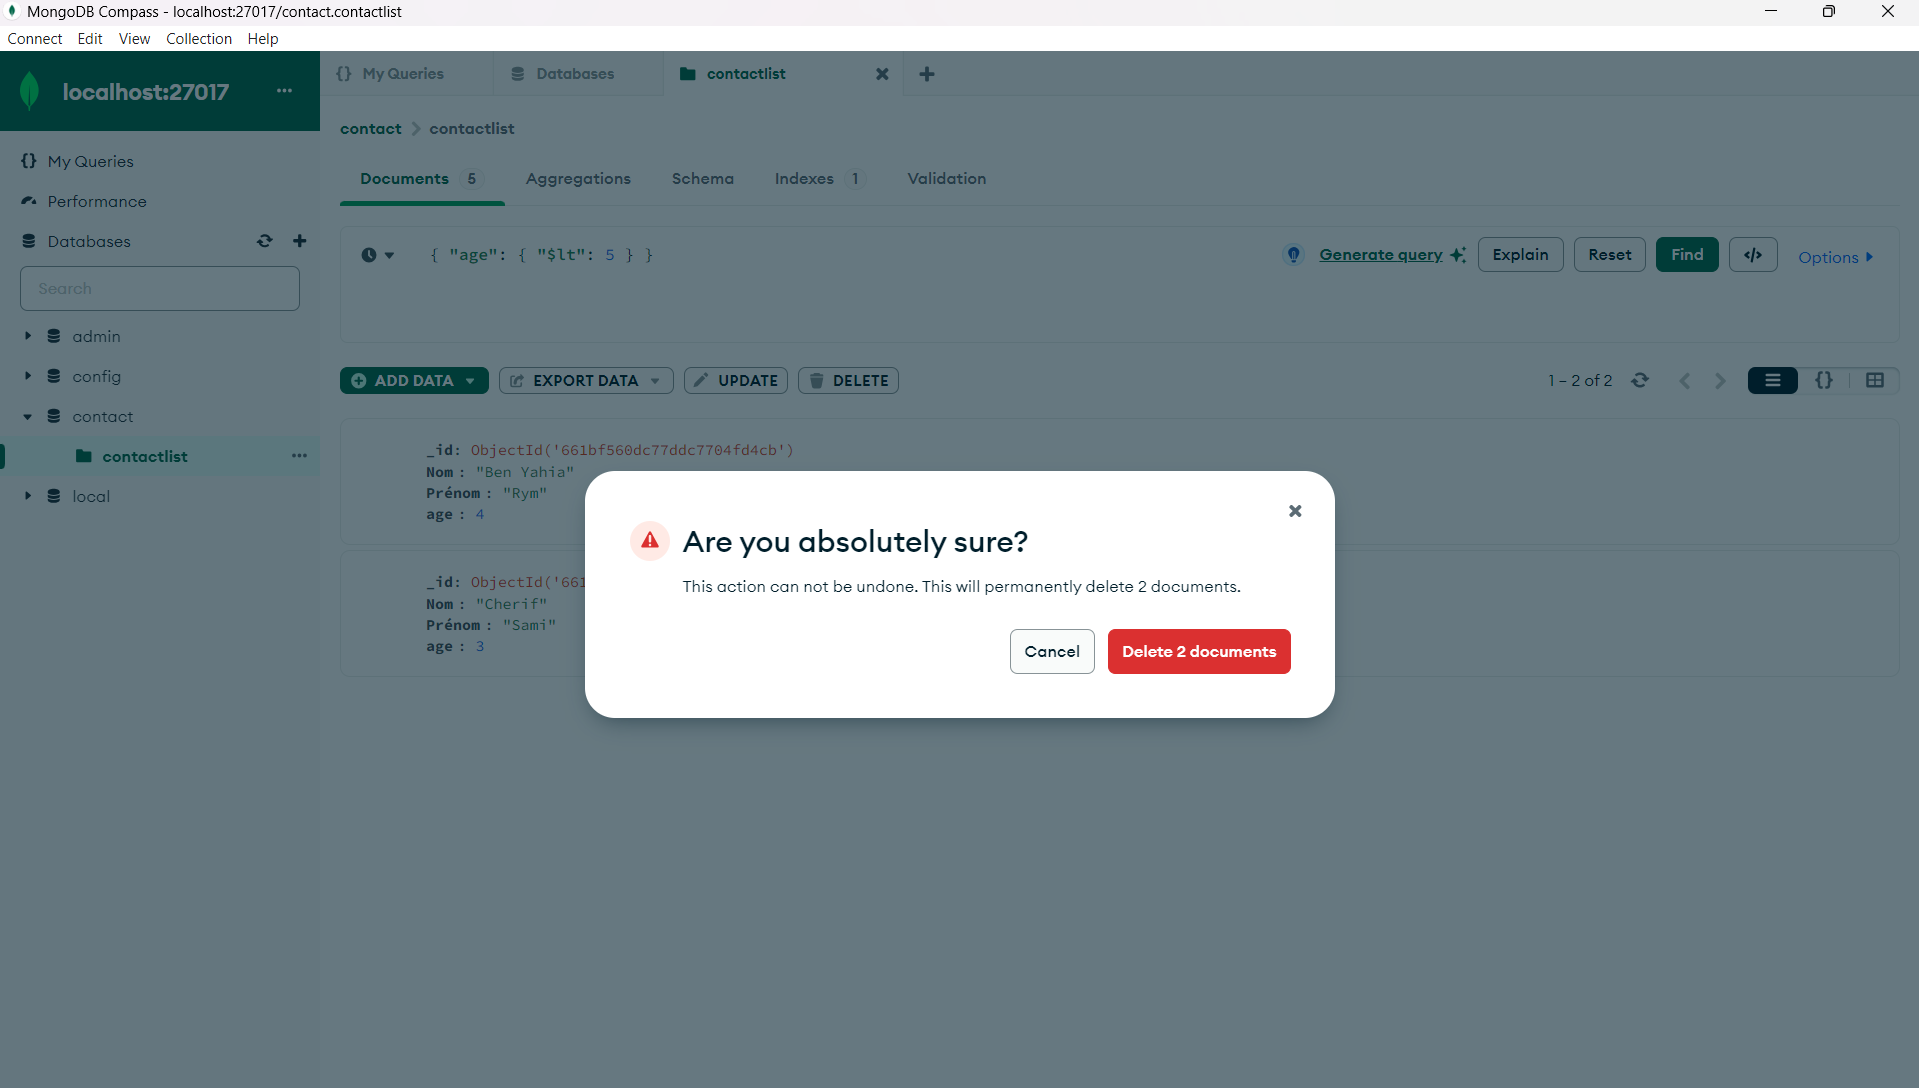 MongoDB Compass - localhost:27017/contact.contactlist
Connect Edit View Collection Help
localhost:27017 ...
{} My Queries
Databases
contactlist
contact > contactlist
{} My Queries
Performance
Databases
Search
admin
config
contact
contactlist ...
local
Documents 5
Aggregations
Schema
Indexes 1
Validation
{ "age": { "$lt": 5 } }
Generate query
Explain
Reset
Find
</>
Options
ADD DATA
EXPORT DATA
UPDATE
DELETE
1 – 2 of 2
{}
_id: ObjectId('661bf560dc77ddc7704fd4cb')
Nom : "Ben Yahia"
Prénom : "Rym"
age : 4
_id: ObjectId('661
Nom : "Cherif"
Prénom : "Sami"
age : 3
Are you absolutely sure?
This action can not be undone. This will permanently delete 2 documents.
Cancel
Delete 2 documents